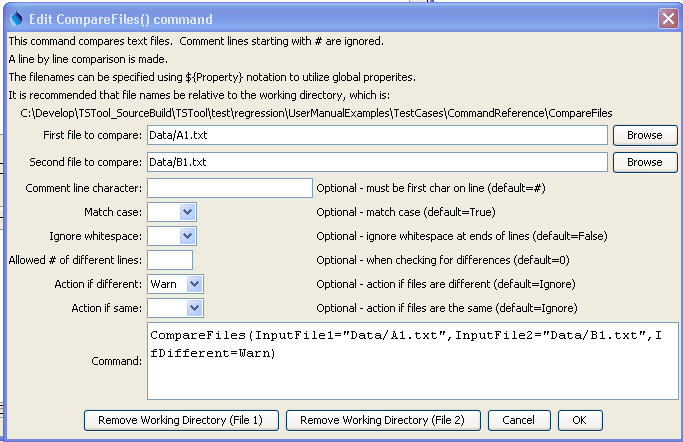 Edit CompareFiles() command
This command compares text files. Comment lines starting with # are ignored.
A line by line comparison is made.
The filenames can be specified using ${Property} notation to utilize global properites.
It is recommended that file names be relative to the working directory, which is:
C:\Develop\TSTool_SourceBuild\TSTool\test\regression\UserManualExamples\TestCases\CommandReference\CompareFiles
First file to compare: Data/A1.txt Browse
Second file to compare: Data/B1.txt Browse
Comment line character: Optional - must be first char on line (default=#)
Match case: Optional - match case (default=True)
Ignore whitespace: Optional - ignore whitespace at ends of lines (default=False)
Allowed # of different lines: Optional - when checking for differences (default=0)
Action if different: Warn Optional - action if files are different (default=Ignore)
Action if same: Optional - action if files are the same (default=Ignore)
CompareFiles(InputFile1="Data/A1.txt",InputFile2="Data/B1.txt",I
fDifferent=Warn)
Command:
Remove Working Directory (File 1) Remove Working Directory (File 2) Cancel OK